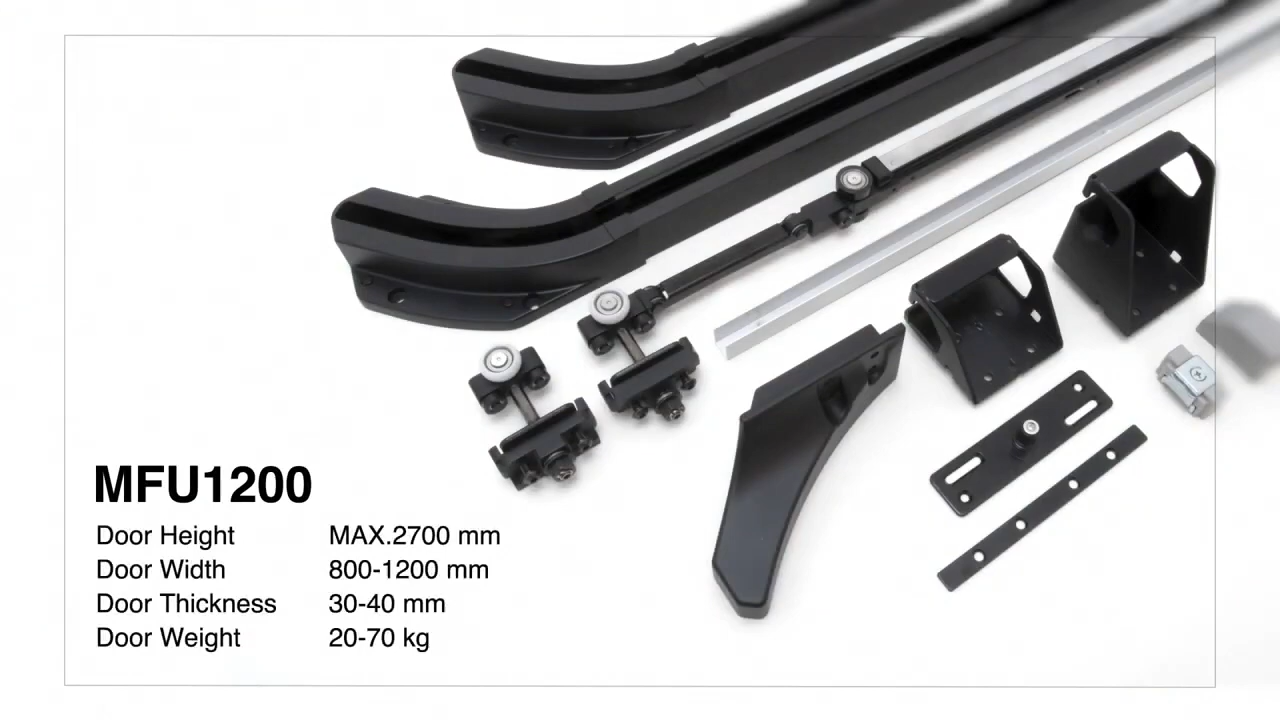 MFU1200
Door Height MAX.2700 mm
Door Width 800-1200 mm
Door Thickness 30-40 mm
Door Weight 20-70 kg